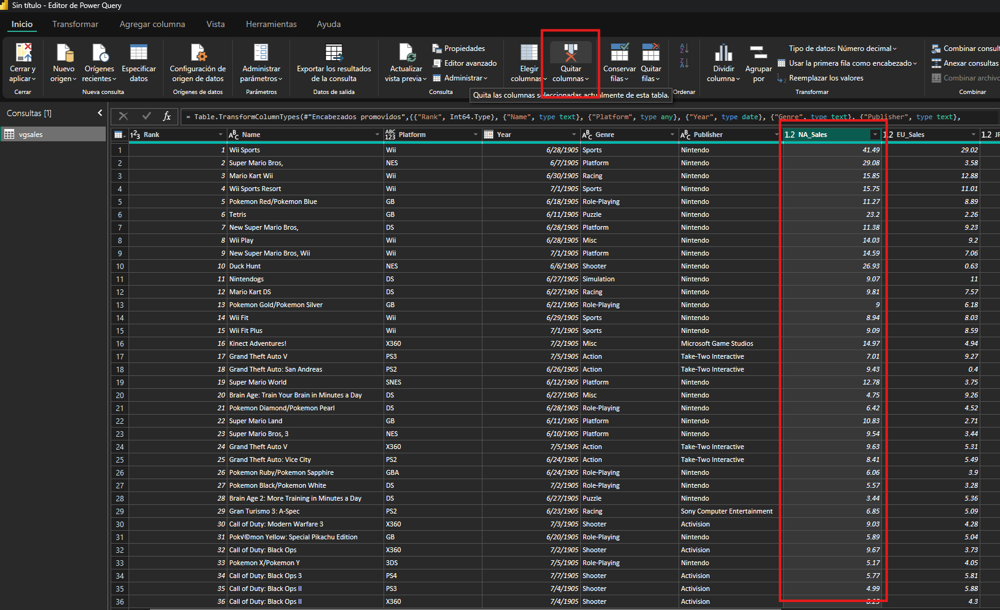 Sin título - Editor de Power Query
Inicio Transformar Agregar columna Vista Herramientas Ayuda
Cerrar y aplicar
Cerrar
Nuevo origen
Orígenes recientes
Especificar datos
Nueva consulta
Configuración de origen de datos
Orígenes de datos
Administrar parámetros
Parámetros
Exportar los resultados de la consulta
Datos de salida
Actualizar vista previa
Propiedades
Editor avanzado
Administrar
Consulta
Elegir columnas
Quitar columnas
Conservar filas
Quitar filas
Ordenar
Dividir columna
Agrupar por
Tipo de datos: Número decimal
Usar la primera fila como encabezado
Reemplazar los valores
Transformar
Combinar consul
Anexar consultas
Combinar archivo
Combinar
Quita las columnas seleccionadas actualmente de esta tabla.
Consultas [1]
vgsales
= Table.TransformColumnTypes(#"Encabezados promovidos",{{"Rank", Int64.Type}, {"Name", type text}, {"Platform", type any}, {"Year", type date}, {"Genre", type text}, {"Publisher", type text},
Rank Name Platform Year Genre Publisher NA_Sales EU_Sales
1 1 Wii Sports Wii 6/28/1905 Sports Nintendo 41.49 29.02
2 2 Super Mario Bros, NES 6/7/1905 Platform Nintendo 29.08 3.58
3 3 Mario Kart Wii Wii 6/30/1905 Racing Nintendo 15.85 12.88
4 4 Wii Sports Resort Wii 7/1/1905 Sports Nintendo 15.75 11.01
5 5 Pokemon Red/Pokemon Blue GB 6/18/1905 Role-Playing Nintendo 11.27 8.89
6 6 Tetris GB 6/11/1905 Puzzle Nintendo 23.2 2.26
7 7 New Super Mario Bros, DS 6/28/1905 Platform Nintendo 11.38 9.23
8 8 Wii Play Wii 6/28/1905 Misc Nintendo 14.03 9.2
9 9 New Super Mario Bros, Wii Wii 7/1/1905 Platform Nintendo 14.59 7.06
10 10 Duck Hunt NES 6/6/1905 Shooter Nintendo 26.93 0.63
11 11 Nintendogs DS 6/27/1905 Simulation Nintendo 9.07 11
12 12 Mario Kart DS DS 6/27/1905 Racing Nintendo 9.81 7.57
13 13 Pokemon Gold/Pokemon Silver GB 6/21/1905 Role-Playing Nintendo 9 6.18
14 14 Wii Fit Wii 6/29/1905 Sports Nintendo 8.94 8.03
15 15 Wii Fit Plus Wii 7/1/1905 Sports Nintendo 9.09 8.59
16 16 Kinect Adventures! X360 7/2/1905 Misc Microsoft Game Studios 14.97 4.94
17 17 Grand Theft Auto V PS3 7/5/1905 Action Take-Two Interactive 7.01 9.27
18 18 Grand Theft Auto: San Andreas PS2 6/26/1905 Action Take-Two Interactive 9.43 0.4
19 19 Super Mario World SNES 6/12/1905 Platform Nintendo 12.78 3.75
20 20 Brain Age: Train Your Brain in Minutes a Day DS 6/27/1905 Misc Nintendo 4.75 9.26
21 21 Pokemon Diamond/Pokemon Pearl DS 6/28/1905 Role-Playing Nintendo 6.42 4.52
22 22 Super Mario Land GB 6/11/1905 Platform Nintendo 10.83 2.71
23 23 Super Mario Bros, 3 NES 6/10/1905 Platform Nintendo 9.54 3.44
24 24 Grand Theft Auto V X360 7/5/1905 Action Take-Two Interactive 9.63 5.31
25 25 Grand Theft Auto: Vice City PS2 6/24/1905 Action Take-Two Interactive 8.41 5.49
26 26 Pokemon Ruby/Pokemon Sapphire GBA 6/24/1905 Role-Playing Nintendo 6.06 3.9
27 27 Pokemon Black/Pokemon White DS 7/2/1905 Role-Playing Nintendo 5.57 3.28
28 28 Brain Age 2: More Training in Minutes a Day DS 6/27/1905 Puzzle Nintendo 3.44 5.36
29 29 Gran Turismo 3: A-Spec PS2 6/23/1905 Racing Sony Computer Entertainment 6.85 5.09
30 30 Call of Duty: Modern Warfare 3 X360 7/3/1905 Shooter Activision 9.03 4.28
31 31 Pok√©mon Yellow: Special Pikachu Edition GB 6/20/1905 Role-Playing Nintendo 5.89 5.04
32 32 Call of Duty: Black Ops X360 7/2/1905 Shooter Activision 9.67 3.73
33 33 Pokemon X/Pokemon Y 3DS 7/5/1905 Role-Playing Nintendo 5.17 4.05
34 34 Call of Duty: Black Ops 3 PS4 7/7/1905 Shooter Activision 5.77 5.81
35 35 Call of Duty: Black Ops II PS3 7/4/1905 Shooter Activision 4.99 5.88
36 36 Call of Duty: Black Ops II X360 7/4/1905 Shooter Activision 4.3